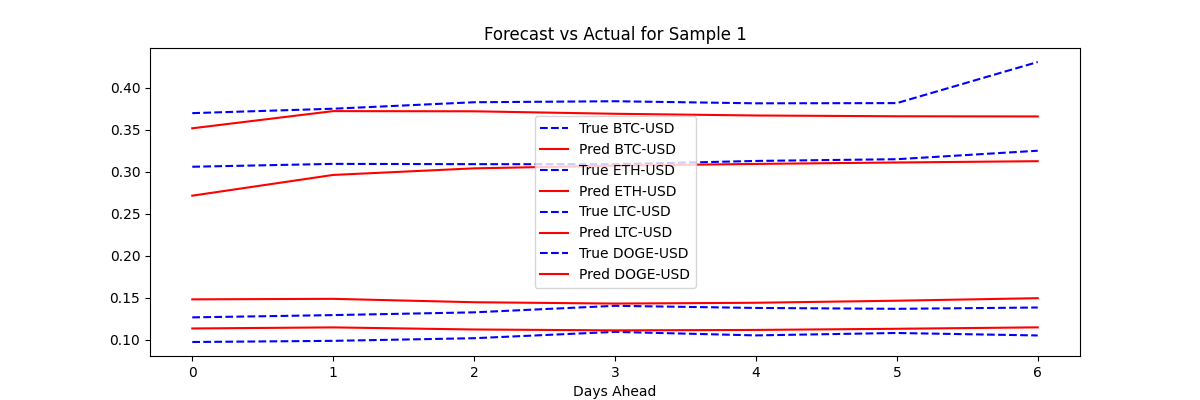 Forecast vs Actual for Sample 1
0.40
0.35
0.30
0.25
0.20
0.15
0.10
True BTC-USD
Pred BTC-USD
True ETH-USD
Pred ETH-USD
True LTC-USD
Pred LTC-USD
True DOGE-USD
Pred DOGE-USD
0 1 2 3 4 5 6
Days Ahead